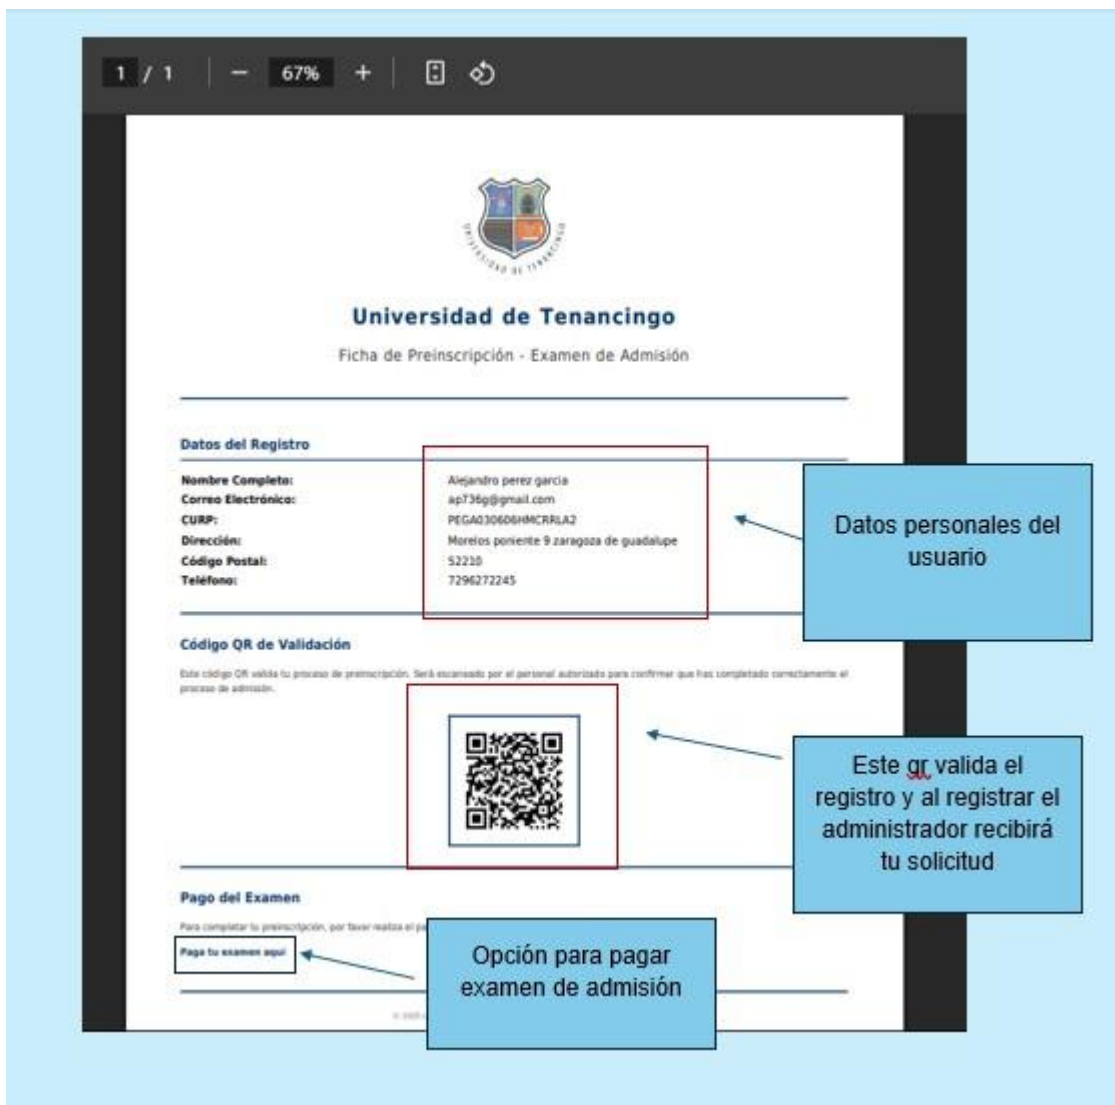 1 / 1 — 67% +
UNIVERSIDAD DE TENANCINGO
Universidad de Tenancingo
Ficha de Preinscripción - Examen de Admisión
Datos del Registro
Nombre Completo: Alejandro perez garcia
Correo Electrónico: ap736g@gmail.com
CURP: PEGA030606HMCRRLA2
Dirección: Morelos poniente 9 zaragoza de guadalupe
Código Postal: 52210
Teléfono: 7296272245
Datos personales del
usuario
Código QR de Validación
Este código QR valida tu proceso de preinscripción. Será escaneado por el personal autorizado para confirmar que has completado correctamente el
proceso de admisión.
Este qr valida el
registro y al registrar el
administrador recibirá
tu solicitud
Pago del Examen
Para completar tu preinscripción, por favor realiza el
Paga tu examen aquí
Opción para pagar
examen de admisión